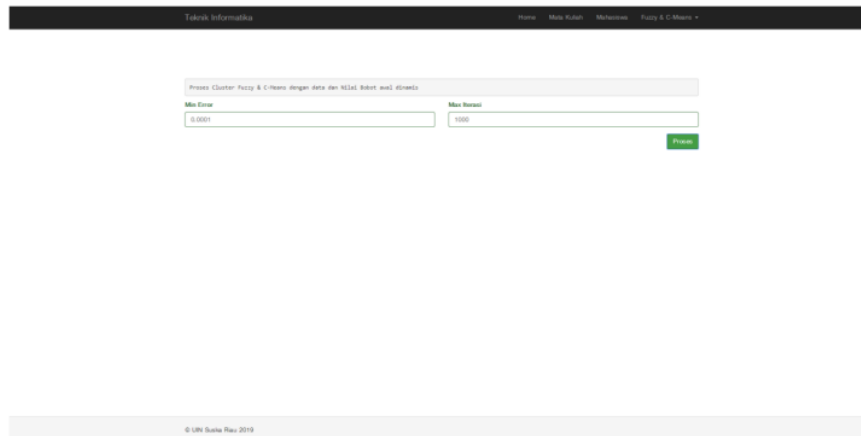 Teknik Informatika Home Mata Kuliah Mahasiswa Fuzzy & C-Means
Proses Cluster Fuzzy & C-Means dengan data dan Nilai Bobot awal dinamis
Min Error Max Iterasi
0.0001 1000
Proses
© UIN Suska Riau 2019